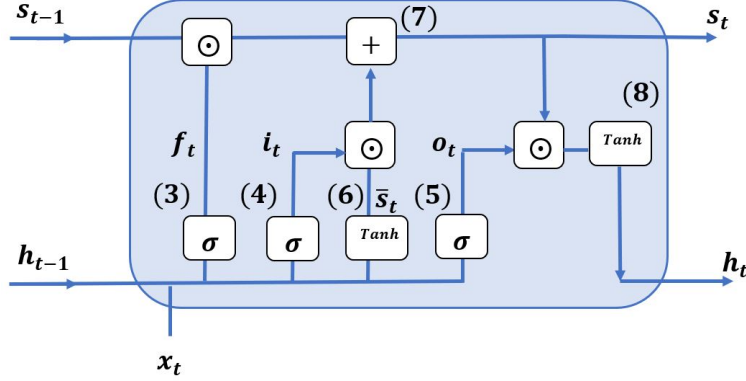 s_{t−1}
(7)
s_t
⊙
+
(8)
f_t
i_t
⊙
o_t
⊙
Tanh
(3)
(4)
(6)
s̄_t
(5)
σ
σ
Tanh
σ
h_{t−1}
h_t
x_t